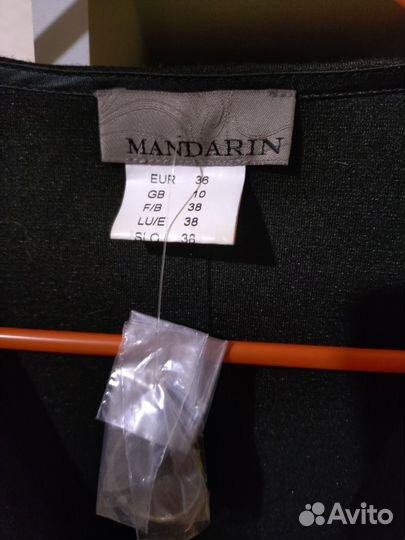 MANDARIN
EUR 36
GB 10
F/B 38
LU/E 38
SLO 38
Avito